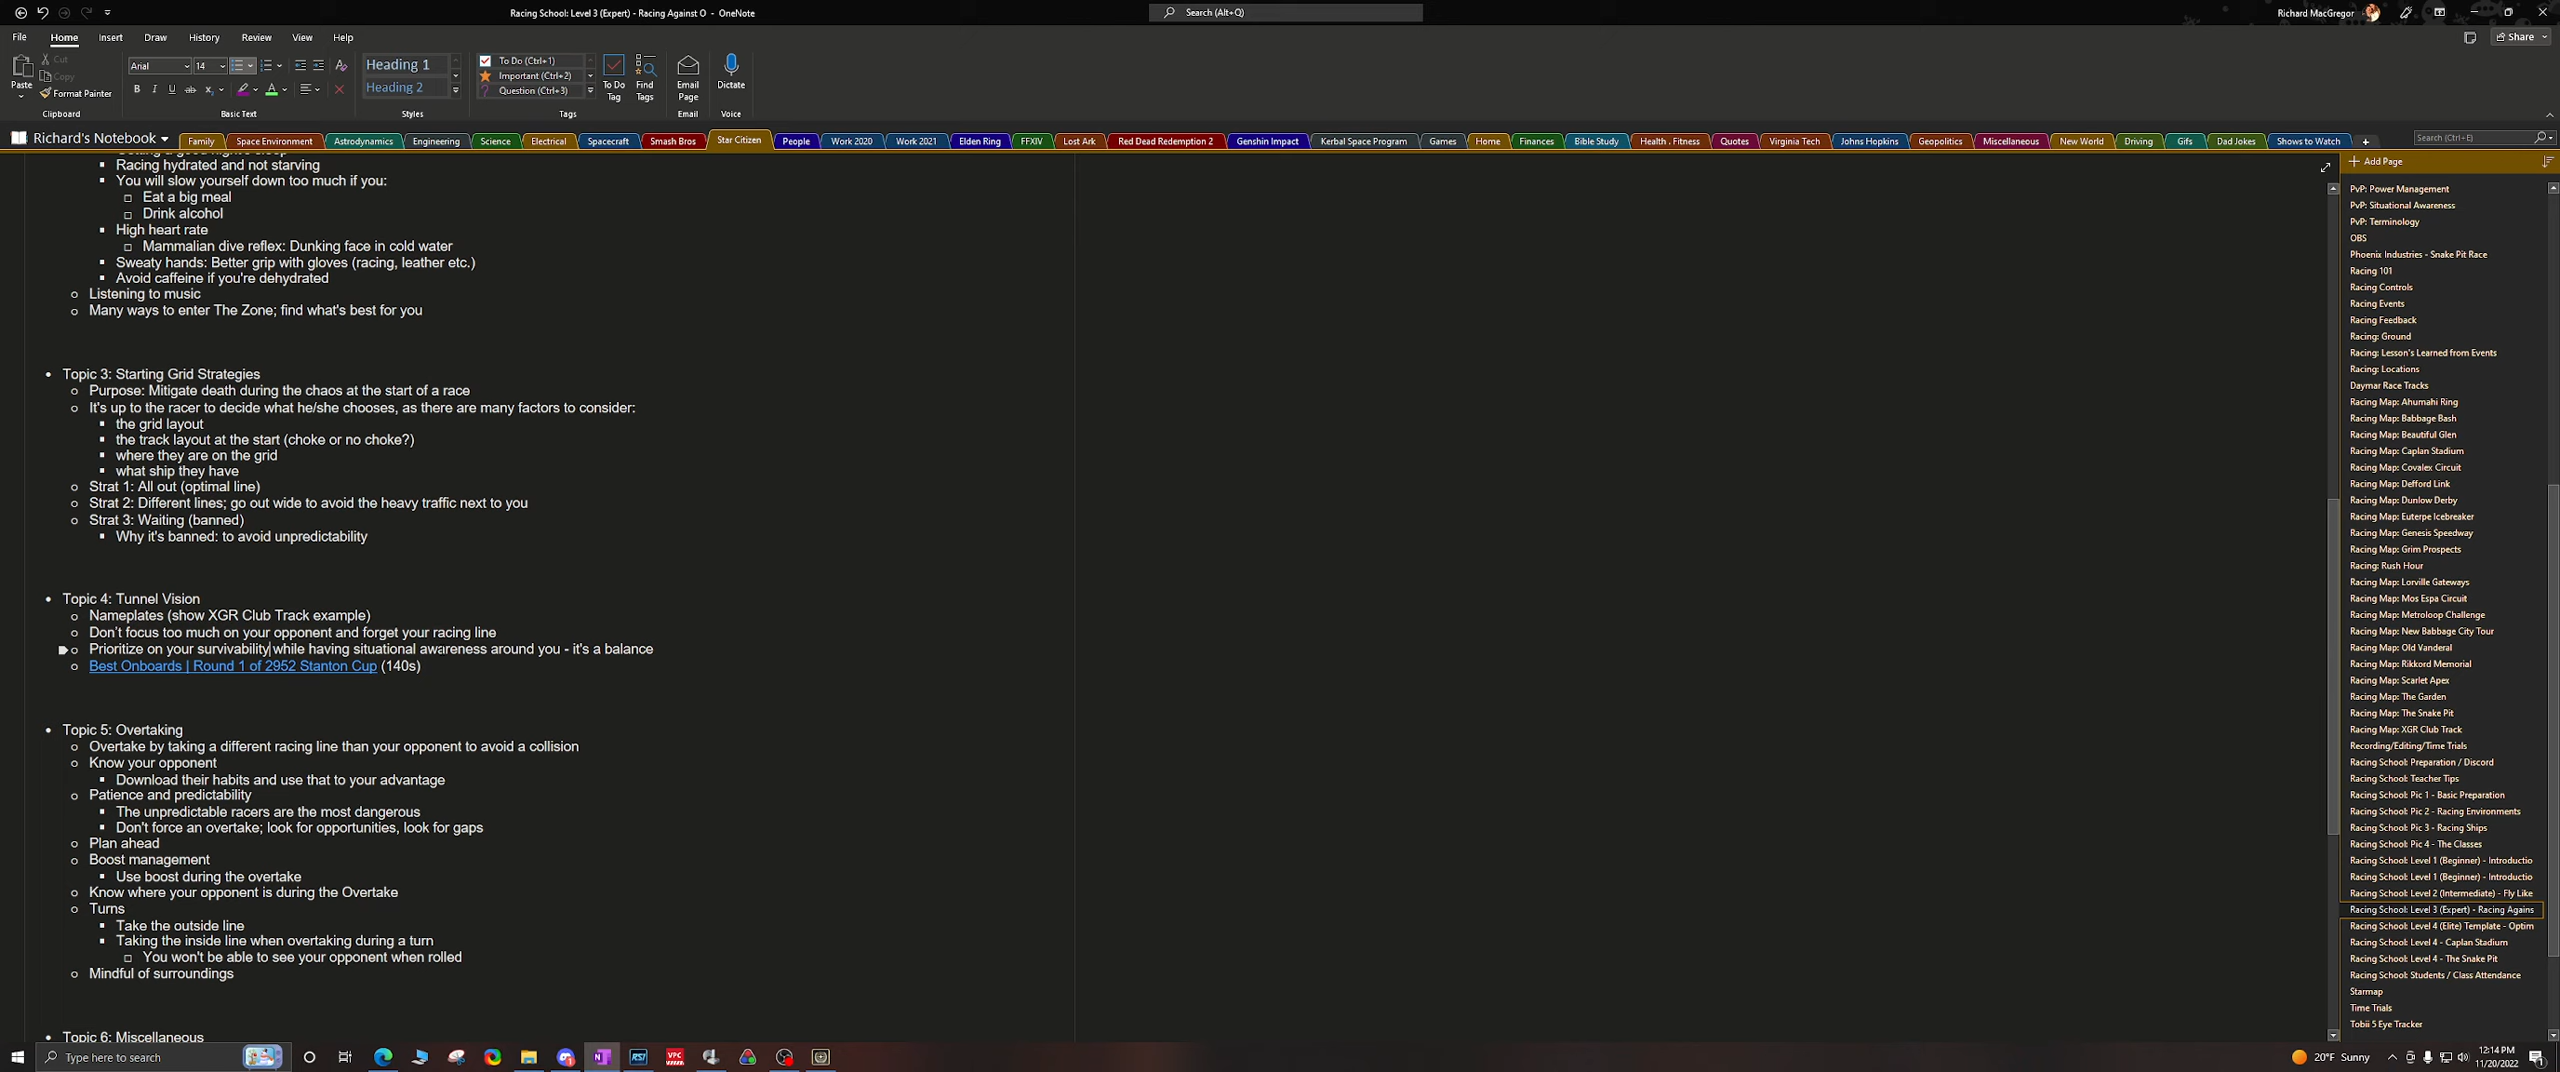 Racing School: Level 3 (Expert) - Racing Against O - OneNote
Search (Alt+Q)
Richard MacGregor
File Home Insert Draw History Review View Help
Share
Paste
Cut
Copy
Format Painter
Clipboard
Arial 14
B I U ab
Basic Text
Heading 1
Heading 2
Styles
To Do (Ctrl+1)
Important (Ctrl+2)
Question (Ctrl+3)
To Do Tag
Find Tags
Tags
Email Page
Email
Dictate
Voice
Richard's Notebook
Family Space Environment Astrodynamics Engineering Science Electrical Spacecraft Smash Bros Star Citizen People Work 2020 Work 2021 Elden Ring FFXIV Lost Ark Red Dead Redemption 2 Genshin Impact Kerbal Space Program Games Home Finances Bible Study Health . Fitness Quotes Virginia Tech Johns Hopkins Geopolitics Miscellaneous New World Driving Gifs Dad Jokes Shows to Watch
Search (Ctrl+E)
Racing hydrated and not starving
You will slow yourself down too much if you:
Eat a big meal
Drink alcohol
High heart rate
Mammalian dive reflex: Dunking face in cold water
Sweaty hands: Better grip with gloves (racing, leather etc.)
Avoid caffeine if you're dehydrated
Listening to music
Many ways to enter The Zone; find what's best for you
Topic 3: Starting Grid Strategies
Purpose: Mitigate death during the chaos at the start of a race
It's up to the racer to decide what he/she chooses, as there are many factors to consider:
the grid layout
the track layout at the start (choke or no choke?)
where they are on the grid
what ship they have
Strat 1: All out (optimal line)
Strat 2: Different lines; go out wide to avoid the heavy traffic next to you
Strat 3: Waiting (banned)
Why it's banned: to avoid unpredictability
Topic 4: Tunnel Vision
Nameplates (show XGR Club Track example)
Don't focus too much on your opponent and forget your racing line
Prioritize on your survivability while having situational awareness around you - it's a balance
Best Onboards | Round 1 of 2952 Stanton Cup (140s)
Topic 5: Overtaking
Overtake by taking a different racing line than your opponent to avoid a collision
Know your opponent
Download their habits and use that to your advantage
Patience and predictability
The unpredictable racers are the most dangerous
Don't force an overtake; look for opportunities, look for gaps
Plan ahead
Boost management
Use boost during the overtake
Know where your opponent is during the Overtake
Turns
Take the outside line
Taking the inside line when overtaking during a turn
You won't be able to see your opponent when rolled
Mindful of surroundings
Topic 6: Miscellaneous
Add Page
PvP: Power Management
PvP: Situational Awareness
PvP: Terminology
OBS
Phoenix Industries - Snake Pit Race
Racing 101
Racing Controls
Racing Events
Racing Feedback
Racing: Ground
Racing: Lesson's Learned from Events
Racing: Locations
Daymar Race Tracks
Racing Map: Ahumahi Ring
Racing Map: Babbage Bash
Racing Map: Beautiful Glen
Racing Map: Caplan Stadium
Racing Map: Covalex Circuit
Racing Map: Defford Link
Racing Map: Dunlow Derby
Racing Map: Euterpe Icebreaker
Racing Map: Genesis Speedway
Racing Map: Grim Prospects
Racing: Rush Hour
Racing Map: Lorville Gateways
Racing Map: Mos Espa Circuit
Racing Map: Metroloop Challenge
Racing Map: New Babbage City Tour
Racing Map: Old Vanderal
Racing Map: Rikkord Memorial
Racing Map: Scarlet Apex
Racing Map: The Garden
Racing Map: The Snake Pit
Racing Map: XGR Club Track
Recording/Editing/Time Trials
Racing School: Preparation / Discord
Racing School: Teacher Tips
Racing School: Pic 1 - Basic Preparation
Racing School: Pic 2 - Racing Environments
Racing School: Pic 3 - Racing Ships
Racing School: Pic 4 - The Classes
Racing School: Level 1 (Beginner) - Introductio
Racing School: Level 1 (Beginner) - Introductio
Racing School: Level 2 (Intermediate) - Fly Like
Racing School: Level 3 (Expert) - Racing Agains
Racing School: Level 4 (Elite) Template - Optim
Racing School: Level 4 - Caplan Stadium
Racing School: Level 4 - The Snake Pit
Racing School: Students / Class Attendance
Starmap
Time Trials
Tobii 5 Eye Tracker
Type here to search
RSI
VPC
20°F Sunny
12:14 PM
11/20/2022